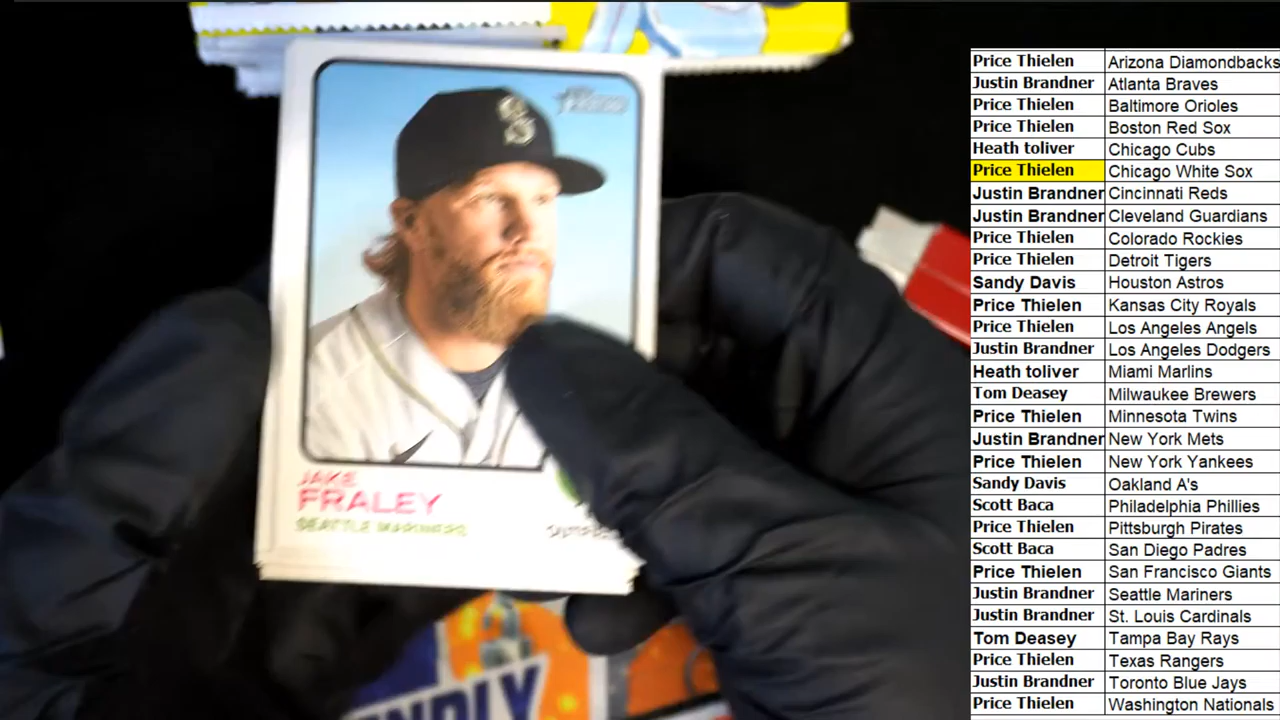 Heritage
JAKE
FRALEY
SEATTLE MARINERS
Price Thielen Arizona Diamondbacks
Justin Brandner Atlanta Braves
Price Thielen Baltimore Orioles
Price Thielen Boston Red Sox
Heath toliver Chicago Cubs
Price Thielen Chicago White Sox
Justin Brandner Cincinnati Reds
Justin Brandner Cleveland Guardians
Price Thielen Colorado Rockies
Price Thielen Detroit Tigers
Sandy Davis Houston Astros
Price Thielen Kansas City Royals
Price Thielen Los Angeles Angels
Justin Brandner Los Angeles Dodgers
Heath toliver Miami Marlins
Tom Deasey Milwaukee Brewers
Price Thielen Minnesota Twins
Justin Brandner New York Mets
Price Thielen New York Yankees
Sandy Davis Oakland A's
Scott Baca Philadelphia Phillies
Price Thielen Pittsburgh Pirates
Scott Baca San Diego Padres
Price Thielen San Francisco Giants
Justin Brandner Seattle Mariners
Justin Brandner St. Louis Cardinals
Tom Deasey Tampa Bay Rays
Price Thielen Texas Rangers
Justin Brandner Toronto Blue Jays
Price Thielen Washington Nationals